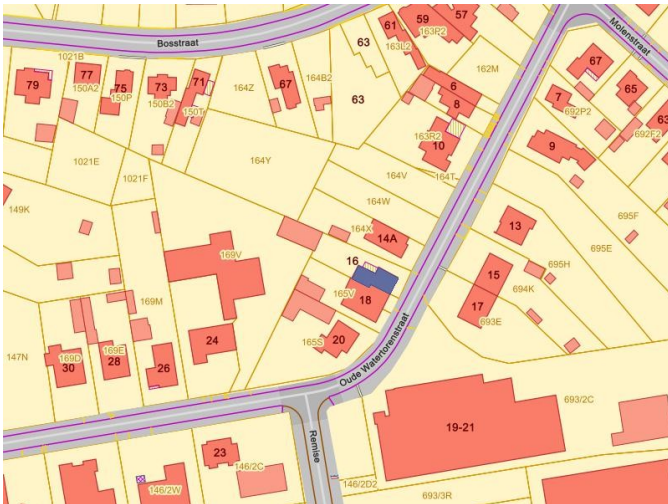 59
57
61
163P2
163L2
Molenstraat
Bosstraat
63
1021B
77
79
75
73
71
67
164B2
162M
67
150A2
150P
150B2
150T
164Z
63
6
8
7
65
692P2
63
692F2
163R2
10
9
1021E
164Y
1021F
164V
164T
164W
149K
695F
164X
13
14A
695E
169V
16
695H
15
694K
169M
165V
18
17
693E
24
20
165S
147N
169D
169E
30
28
26
Oude Watertorenstraat
693/2C
19-21
Remise
23
146/2C
146/2W
146/2D2
693/3R